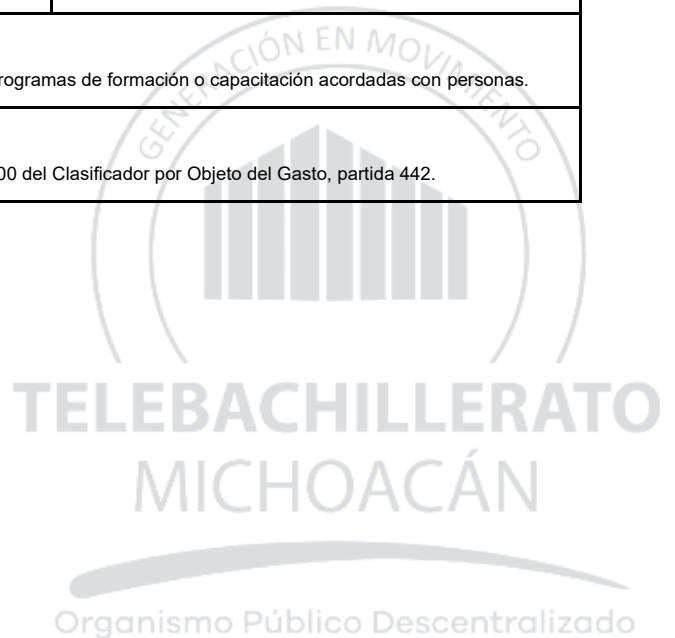 GENERACIÓN EN MOVIMIENTO
rogramas de formación o capacitación acordadas con personas.
00 del Clasificador por Objeto del Gasto, partida 442.
TELEBACHILLERATO
MICHOACÁN
Organismo Público Descentralizado